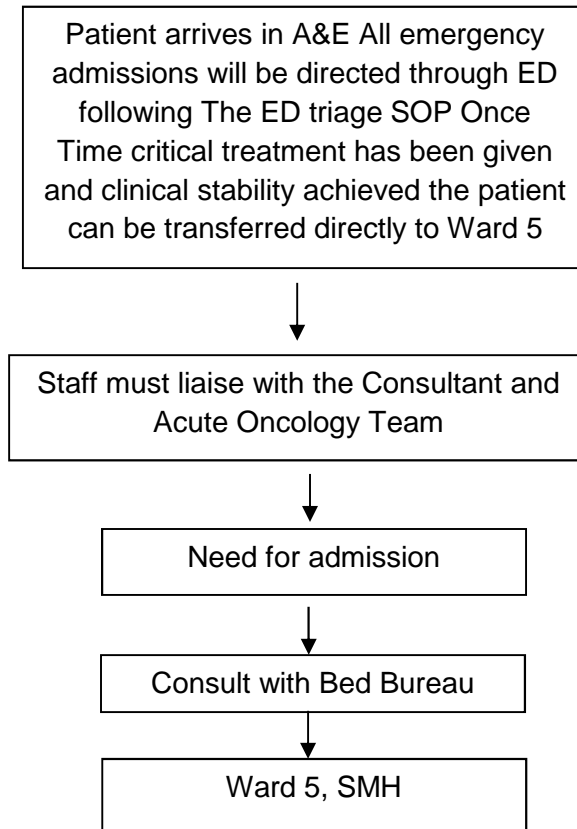 Patient arrives in A&E All emergency
admissions will be directed through ED
following The ED triage SOP Once
Time critical treatment has been given
and clinical stability achieved the patient
can be transferred directly to Ward 5
Staff must liaise with the Consultant and
Acute Oncology Team
Need for admission
Consult with Bed Bureau
Ward 5, SMH